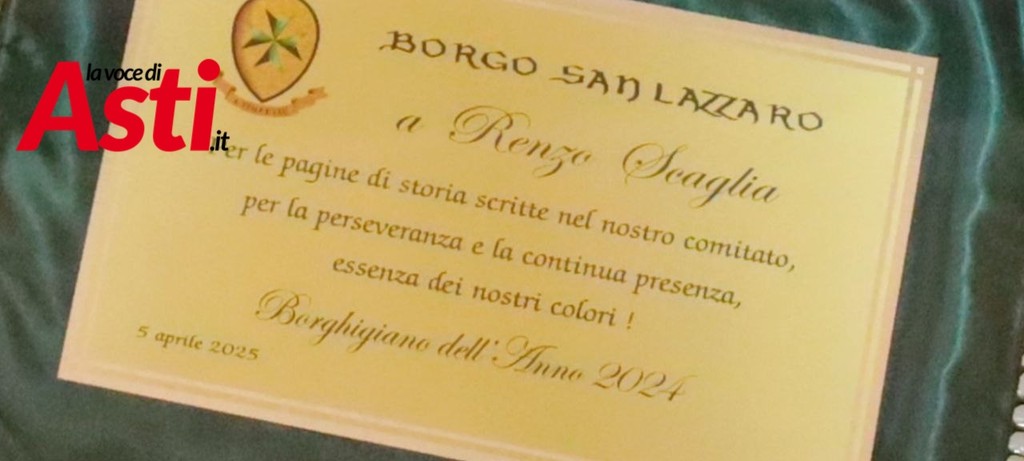 la voce di
Asti.it
BORGO SAN LAZZARO
a Renzo Scaglia
Per le pagine di storia scritte nel nostro comitato,
per la perseveranza e la continua presenza,
essenza dei nostri colori !
Borghigiano dell'Anno 2024
5 aprile 2025